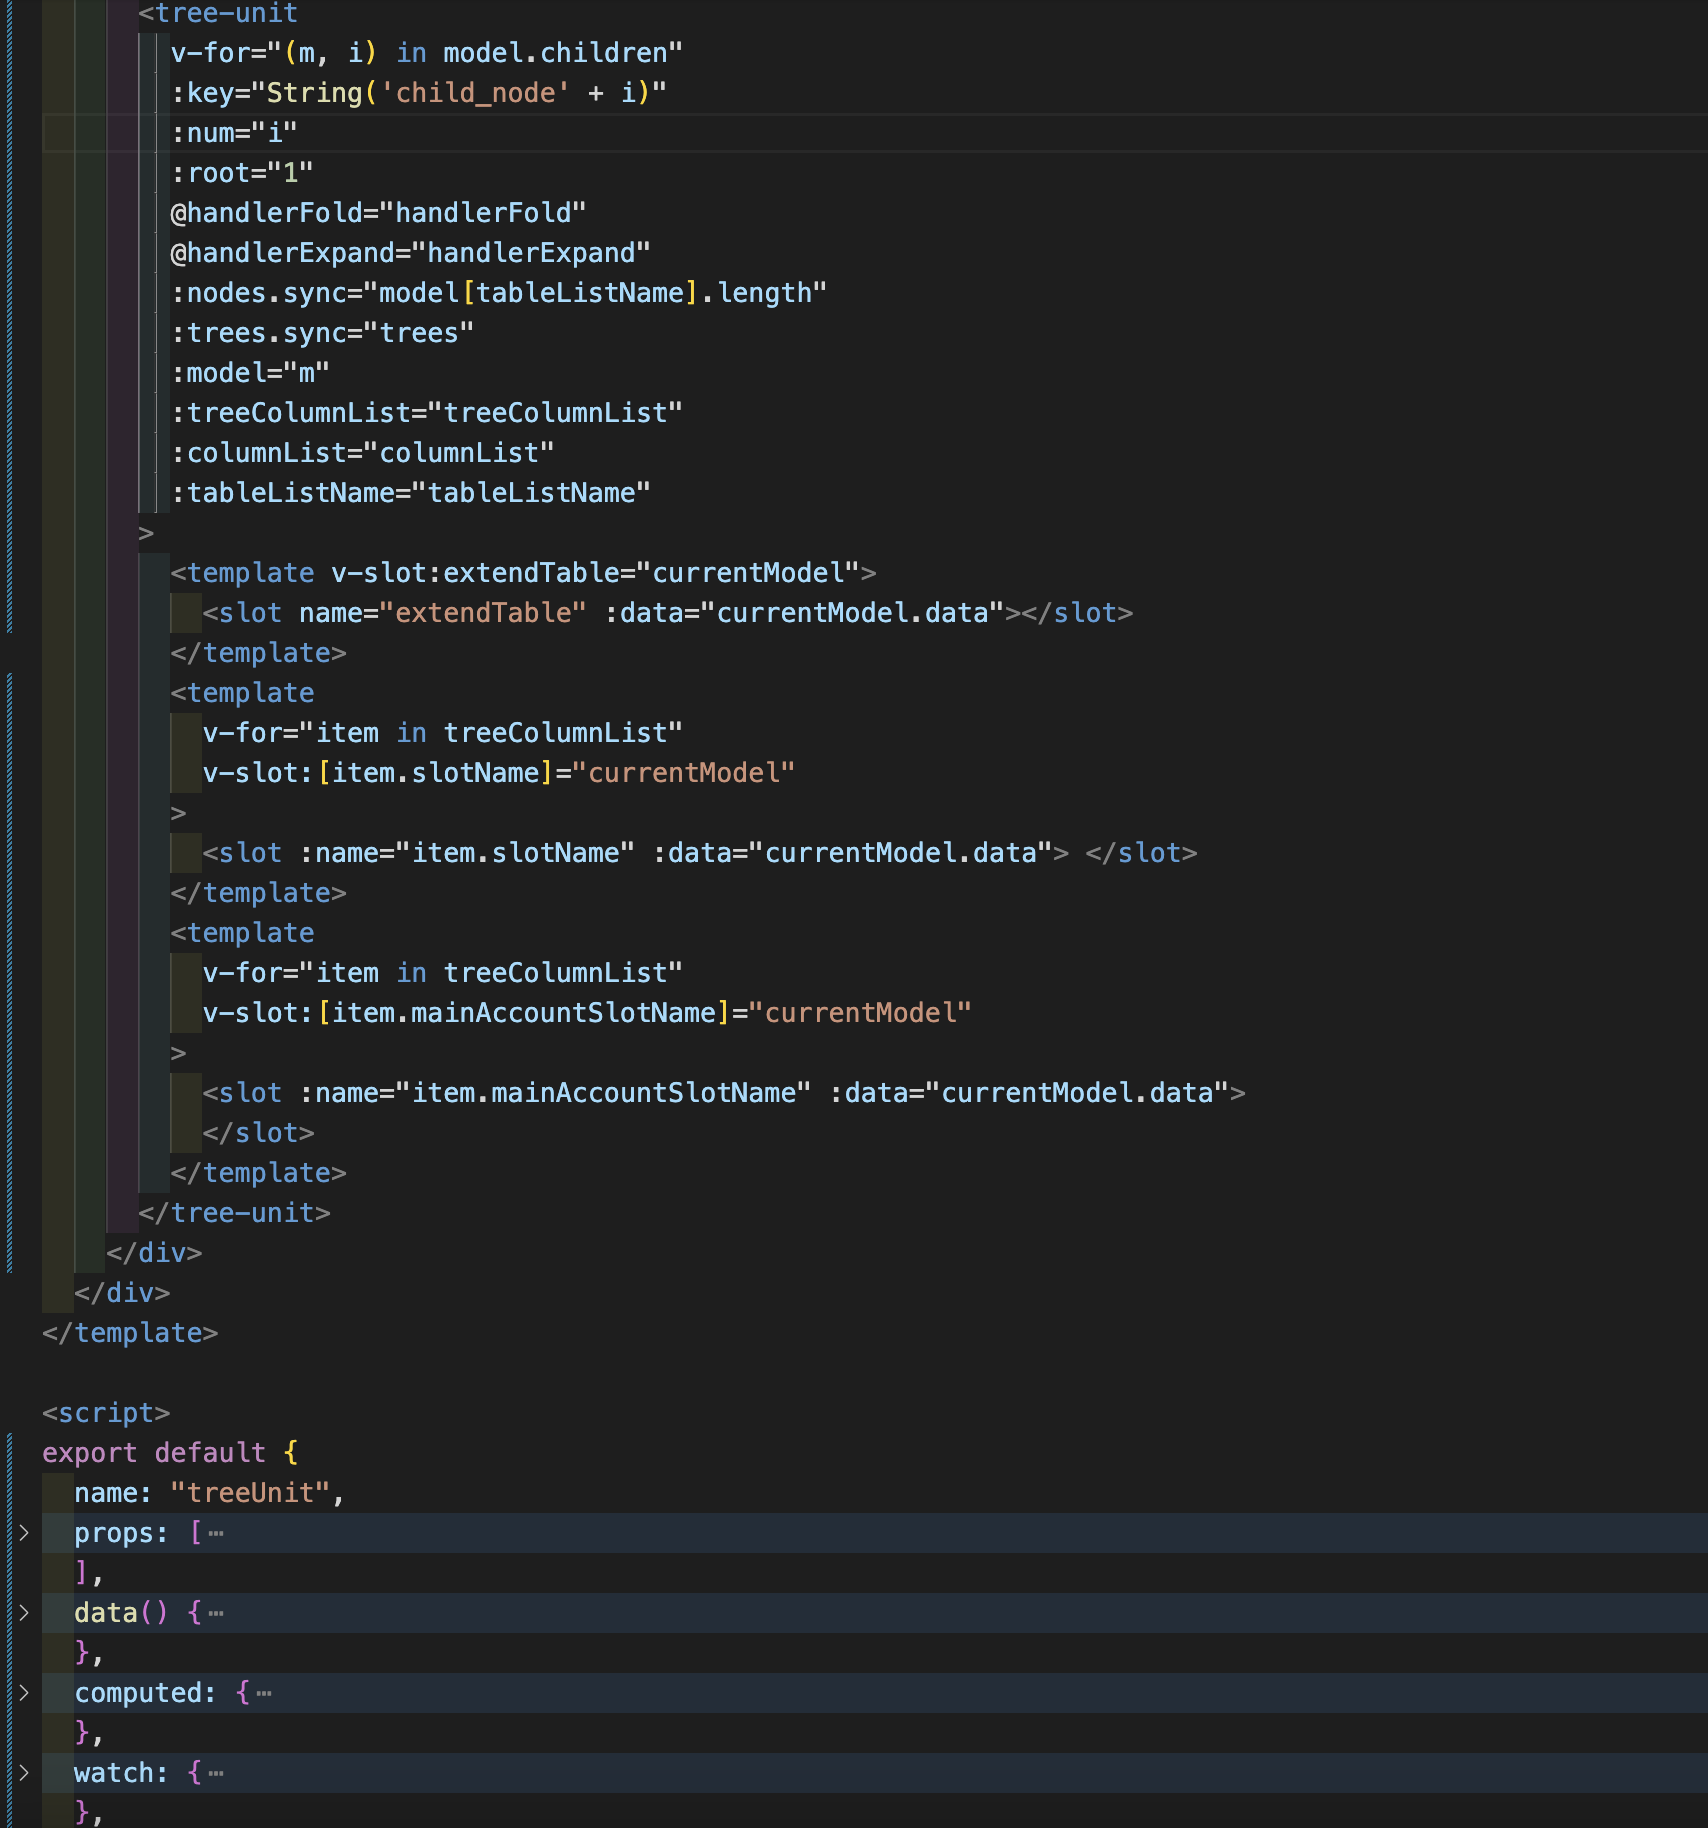 <tree-unit
v-for="(m, i) in model.children"
:key="String('child_node' + i)"
:num="i"
:root="1"
@handlerFold="handlerFold"
@handlerExpand="handlerExpand"
:nodes.sync="model[tableListName].length"
:trees.sync="trees"
:model="m"
:treeColumnList="treeColumnList"
:columnList="columnList"
:tableListName="tableListName"
>
<template v-slot:extendTable="currentModel">
<slot name="extendTable" :data="currentModel.data"></slot>
</template>
<template
v-for="item in treeColumnList"
v-slot:[item.slotName]="currentModel"
>
<slot :name="item.slotName" :data="currentModel.data"> </slot>
</template>
<template
v-for="item in treeColumnList"
v-slot:[item.mainAccountSlotName]="currentModel"
>
<slot :name="item.mainAccountSlotName" :data="currentModel.data">
</slot>
</template>
</tree-unit>
</div>
</div>
</template>
<script>
export default {
name: "treeUnit",
props: [⋯
],
data() {⋯
},
computed: {⋯
},
watch: {⋯
},